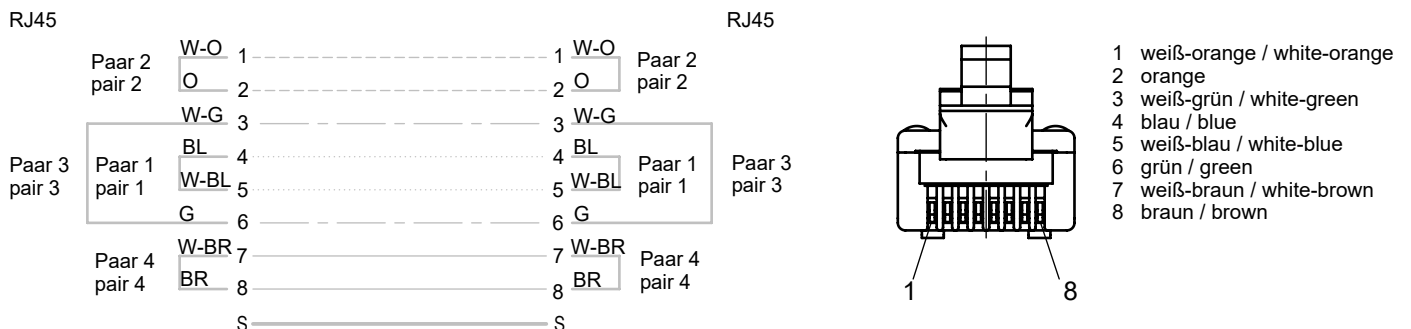 RJ45
RJ45
Paar 2
pair 2
W-O 1
O 2
W-G 3
Paar 3
pair 3
Paar 1
pair 1
BL 4
W-BL 5
G 6
Paar 4
pair 4
W-BR 7
BR 8
S
1 W-O
2 O
Paar 2
pair 2
3 W-G
4 BL
5 W-BL
Paar 1
pair 1
Paar 3
pair 3
6 G
7 W-BR
8 BR
Paar 4
pair 4
S
1 8
1 weiß-orange / white-orange
2 orange
3 weiß-grün / white-green
4 blau / blue
5 weiß-blau / white-blue
6 grün / green
7 weiß-braun / white-brown
8 braun / brown